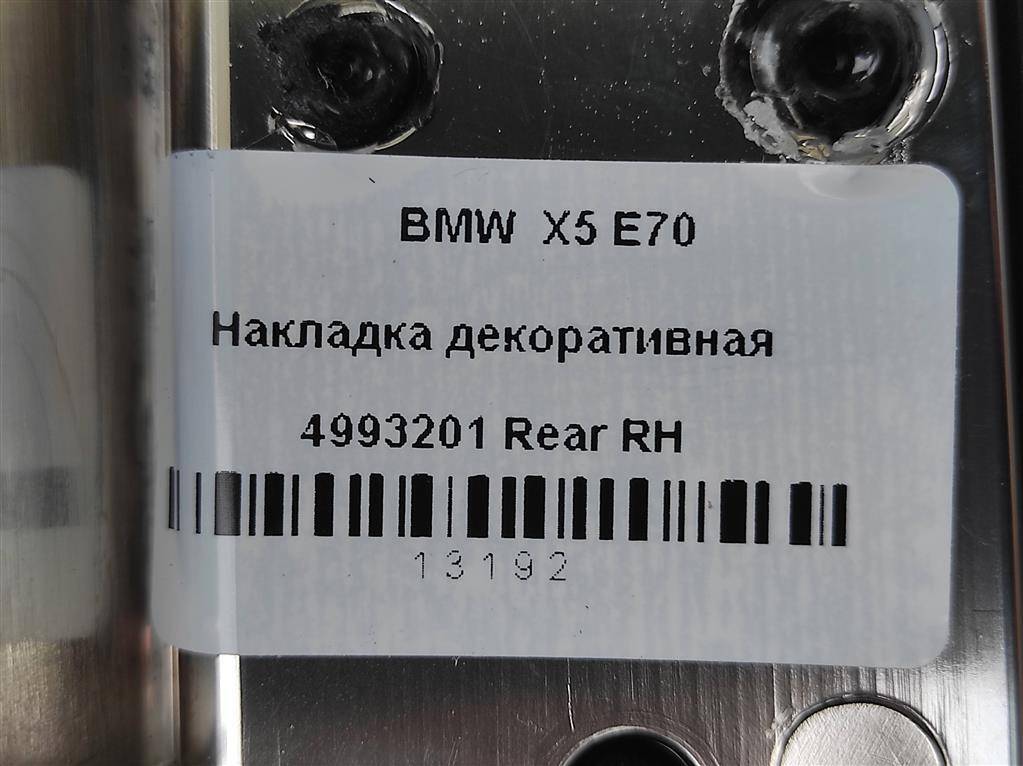 BMW X5 E70
Накладка декоративная
4993201 Rear RH
13192